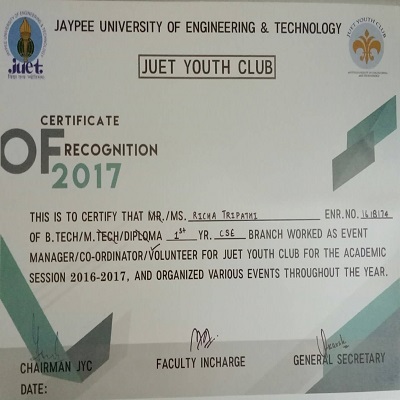 JAYPEE UNIVERSITY OF ENGINEERING & TECHNOLOGY
juet
JUET YOUTH CLUB
JUET YOUTH CLUB
CERTIFICATE
OF RECOGNITION
2017
THIS IS TO CERTIFY THAT MR./MS. RICHA TRIPATHI ENR.NO. 161B174
OF B.TECH/M.TECH/DIPLOMA 1st YR. CSE BRANCH WORKED AS EVENT
MANAGER/CO-ORDINATOR/VOLUNTEER FOR JUET YOUTH CLUB FOR THE ACADEMIC
SESSION 2016-2017, AND ORGANIZED VARIOUS EVENTS THROUGHOUT THE YEAR.
CHAIRMAN JYC FACULTY INCHARGE GENERAL SECRETARY
DATE: